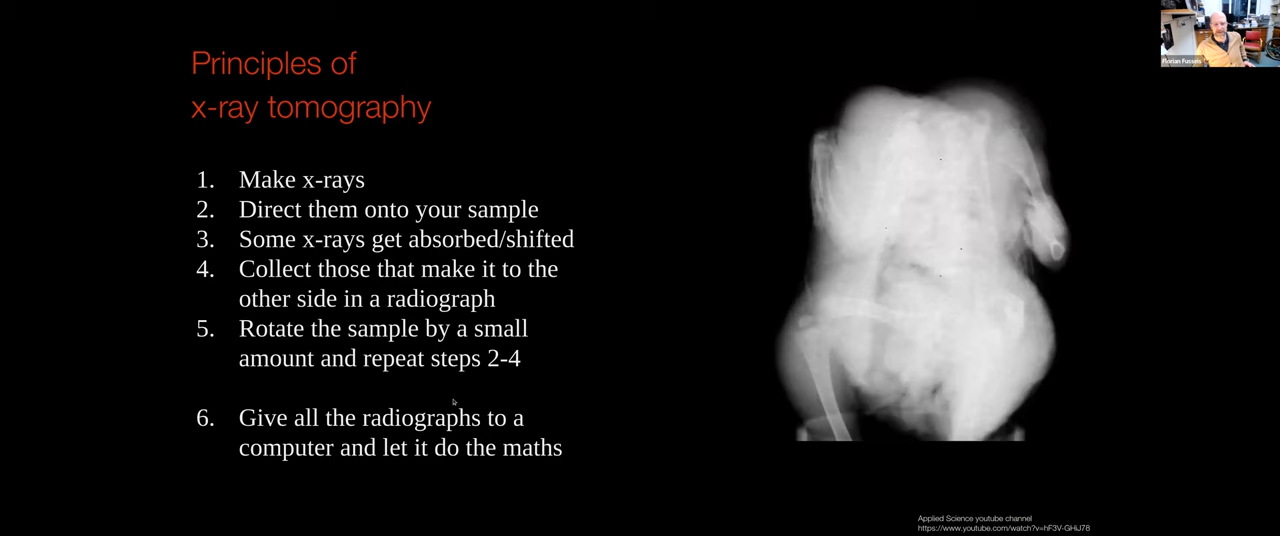 Principles of
x-ray tomography
1. Make x-rays
2. Direct them onto your sample
3. Some x-rays get absorbed/shifted
4. Collect those that make it to the
other side in a radiograph
5. Rotate the sample by a small
amount and repeat steps 2-4
6. Give all the radiographs to a
computer and let it do the maths
Florian Fusseis
Applied Science youtube channel
https://www.youtube.com/watch?v=hF3V-GHiJ78